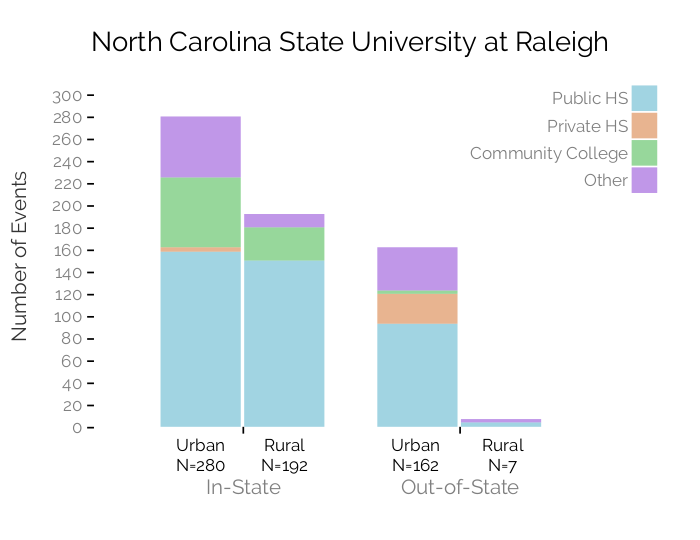 North Carolina State University at Raleigh
Public HS
Private HS
Community College
Other
Number of Events
300
280
260
240
220
200
180
160
140
120
100
80
60
40
20
0
Urban Rural Urban Rural
N=280 N=192 N=162 N=7
In-State Out-of-State